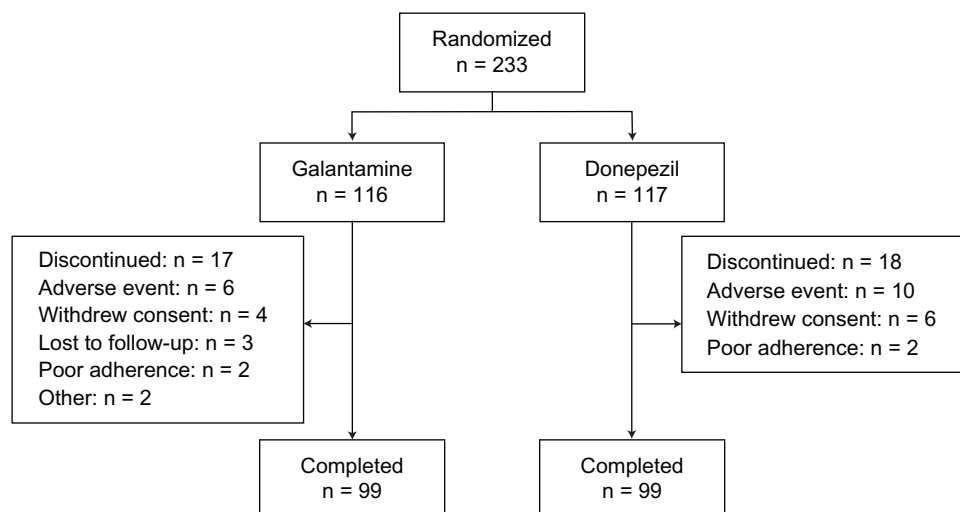 Randomized
n = 233
Galantamine
n = 116
Donepezil
n = 117
Discontinued: n = 17
Adverse event: n = 6
Withdrew consent: n = 4
Lost to follow-up: n = 3
Poor adherence: n = 2
Other: n = 2
Discontinued: n = 18
Adverse event: n = 10
Withdrew consent: n = 6
Poor adherence: n = 2
Completed
n = 99
Completed
n = 99